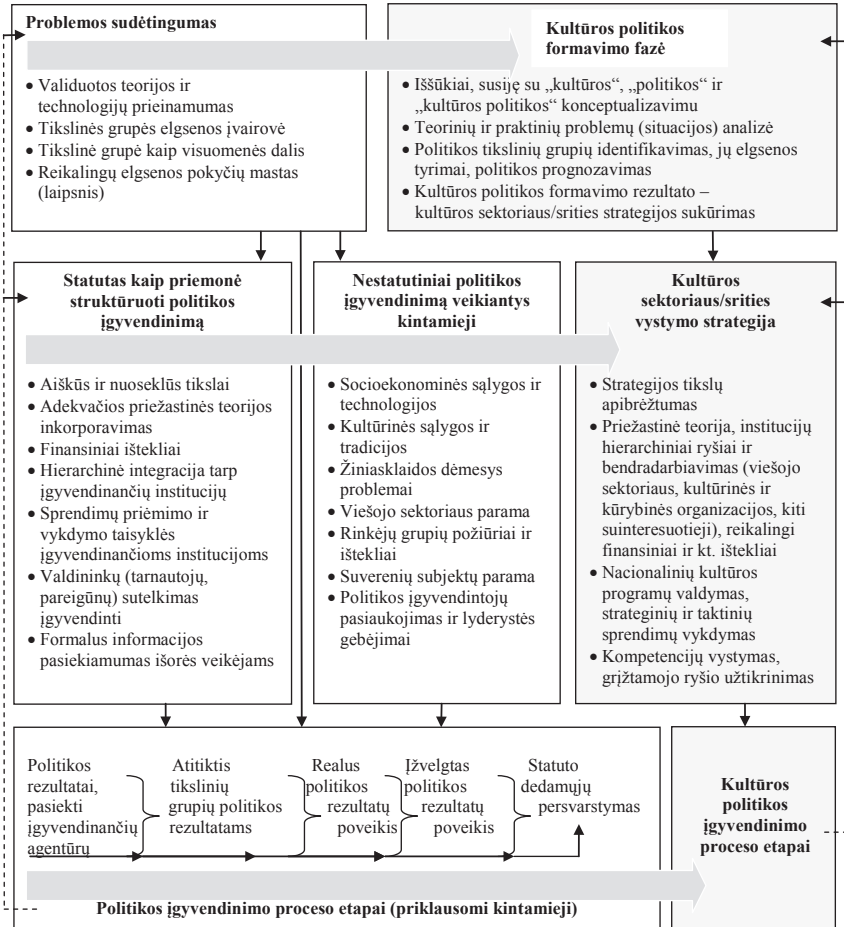 Problemos sudėtingumas
• Validuotos teorijos ir
technologijų prieinamumas
• Tikslinės grupės elgsenos įvairovė
• Tikslinė grupė kaip visuomenės dalis
• Reikalingų elgsenos pokyčių mastas
(laipsnis)
Kultūros politikos
formavimo fazė
• Iššūkiai, susiję su „kultūros“, „politikos“ ir
„kultūros politikos“ konceptualizavimu
• Teorinių ir praktinių problemų (situacijos) analizė
• Politikos tikslinių grupių identifikavimas, jų elgsenos
tyrimai, politikos prognozavimas
• Kultūros politikos formavimo rezultato –
kultūros sektoriaus/srities strategijos sukūrimas
Statutas kaip priemonė
struktūruoti politikos
įgyvendinimą
• Aiškūs ir nuoseklūs tikslai
• Adekvačios priežastinės teorijos
inkorporavimas
• Finansiniai ištekliai
• Hierarchinė integracija tarp
įgyvendinančių institucijų
• Sprendimų priėmimo ir
vykdymo taisyklės
įgyvendinančioms institucijoms
• Valdininkų (tarnautojų,
pareigūnų) sutelkimas
įgyvendinti
• Formalus informacijos
pasiekiamumas išorės veikėjams
Nestatutiniai politikos
įgyvendinimą veikiantys
kintamieji
• Socioekonominės sąlygos ir
technologijos
• Kultūrinės sąlygos ir
tradicijos
• Žiniasklaidos dėmesys
problemai
• Viešojo sektoriaus parama
• Rinkėjų grupių požiūriai ir
ištekliai
• Suverenių subjektų parama
• Politikos įgyvendintojų
pasiaukojimas ir lyderystės
gebėjimai
Kultūros
sektoriaus/srities
vystymo strategija
• Strategijos tikslų
apibrėžtumas
• Priežastinė teorija, institucijų
hierarchiniai ryšiai ir
bendradarbiavimas (viešojo
sektoriaus, kultūrinės ir
kūrybinės organizacijos, kiti
suinteresuotieji), reikalingi
finansiniai ir kt. ištekliai
• Nacionalinių kultūros
programų valdymas,
strateginių ir taktinių
sprendimų vykdymas
• Kompetencijų vystymas,
grįžtamojo ryšio užtikrinimas
Politikos
rezultatai,
pasiekti
įgyvendinančių
agentūrų
Atitiktis
tikslinių
grupių politikos
rezultatams
Realus
politikos
rezultatų
poveikis
Įžvelgtas
politikos
rezultatų
poveikis
Statuto
dedamųjų
persvarstymas
Politikos įgyvendinimo proceso etapai (priklausomi kintamieji)
Kultūros
politikos
įgyvendinimo
proceso etapai